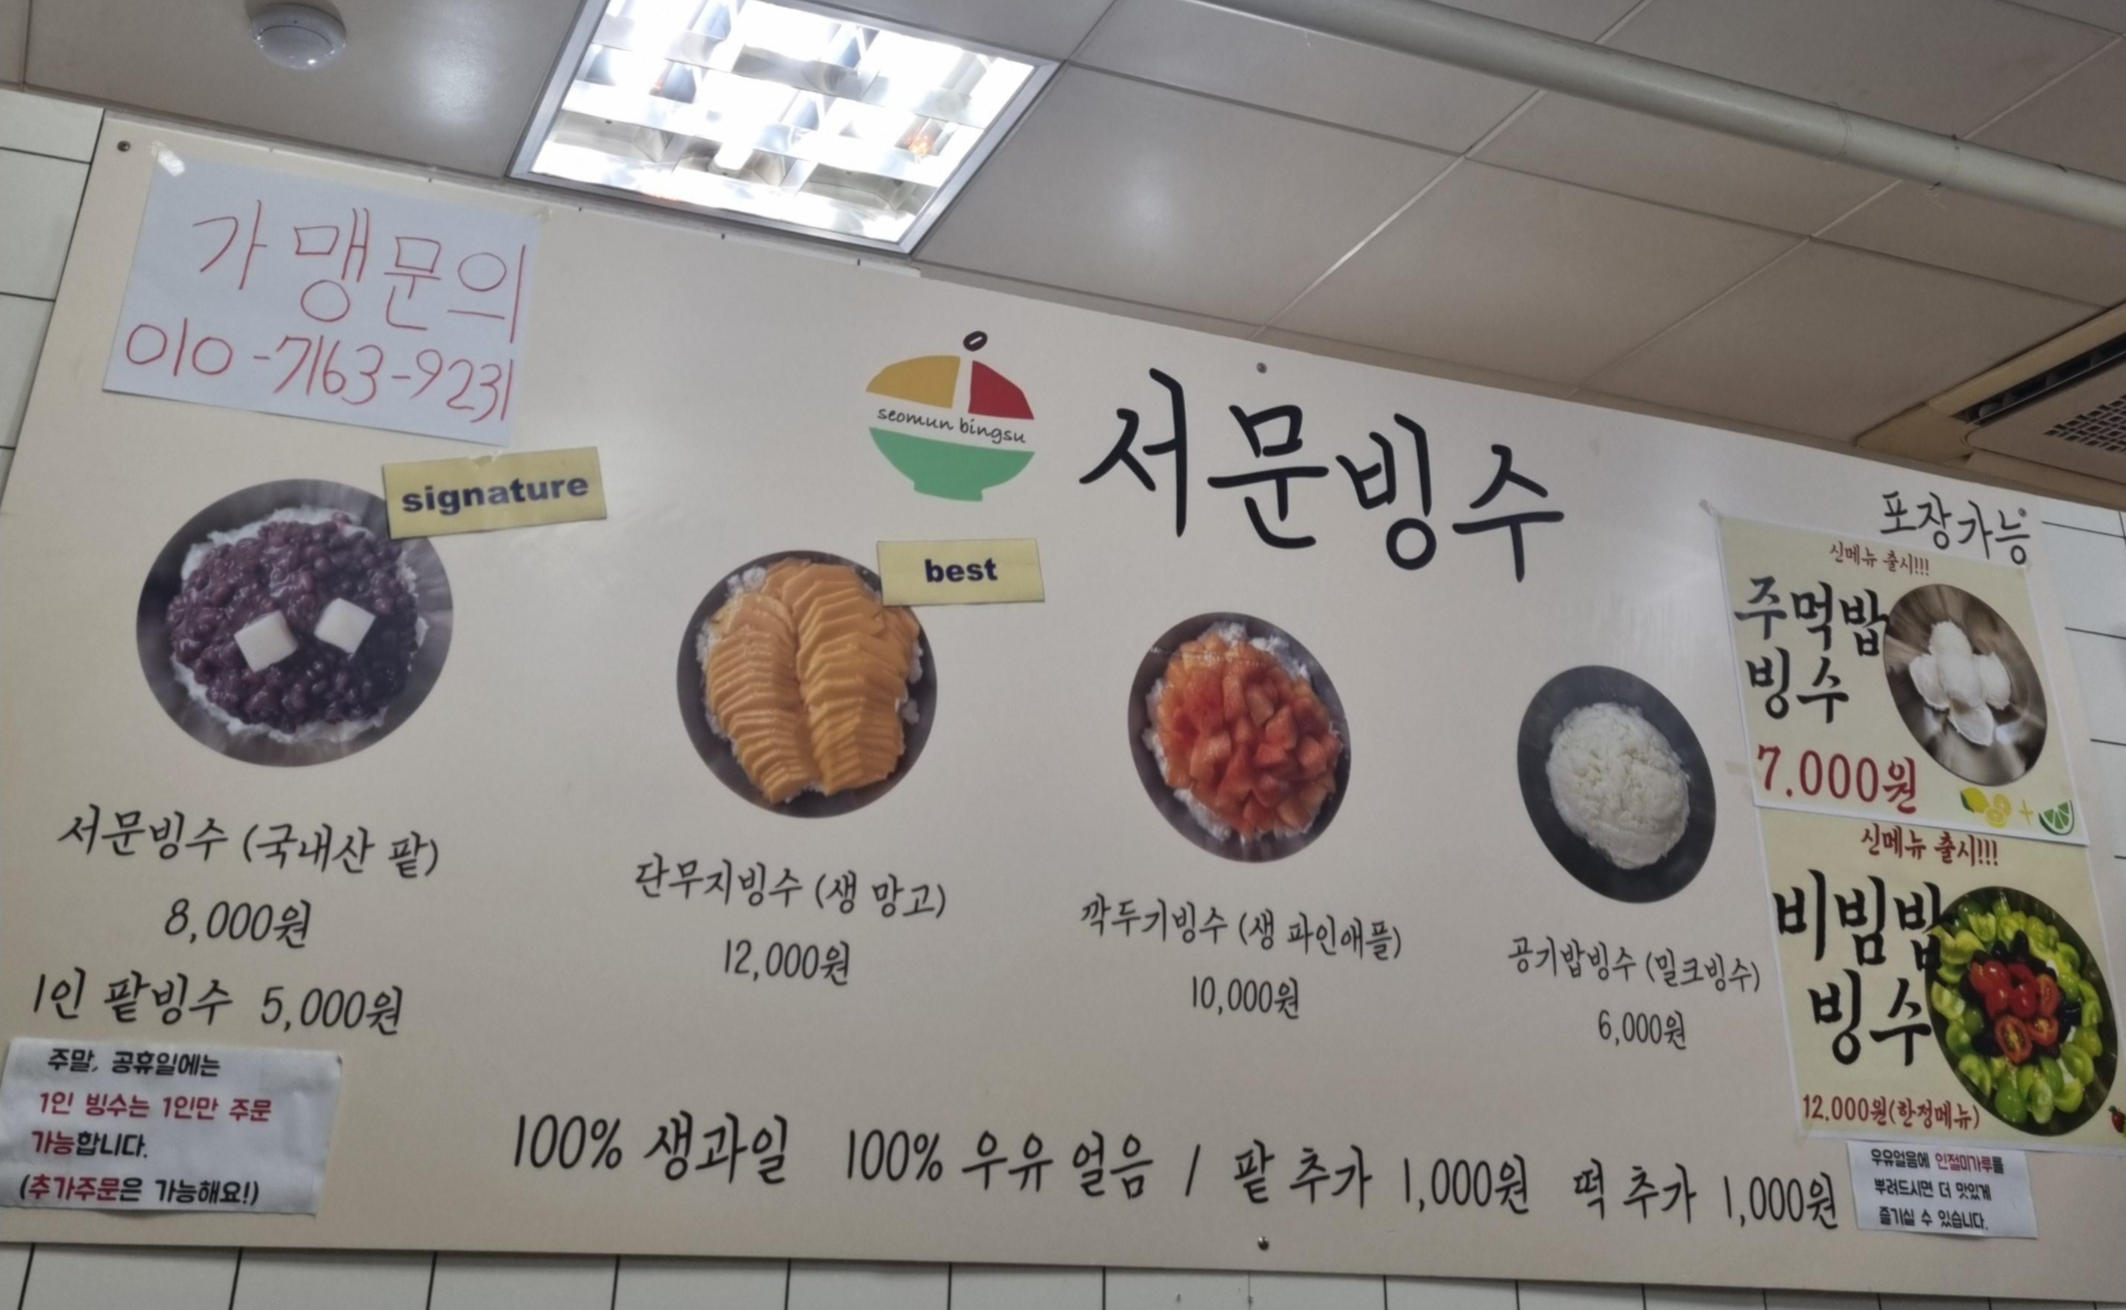 가맹문의
010-7163-9231
seomun bingsu
서문빙수
포장가능
signature
best
서문빙수 (국내산 팥)
8,000원
1인 팥빙수 5,000원
단무지빙수 (생 망고)
12,000원
깍두기빙수 (생 파인애플)
10,000원
공기밥빙수 (밀크빙수)
6,000원
신메뉴 출시!!!
주먹밥
빙수
7.000원
신메뉴 출시!!!
비빔밥
빙수
12.000원(한정메뉴)
주말, 공휴일에는
1인 빙수는 1인만 주문
가능합니다.
(추가주문은 가능해요!)
100% 생과일 100% 우유 얼음 / 팥 추가 1,000원 떡 추가 1,000원
우유얼음에 인절미가루를
뿌려드시면 더 맛있게
즐기실 수 있습니다.